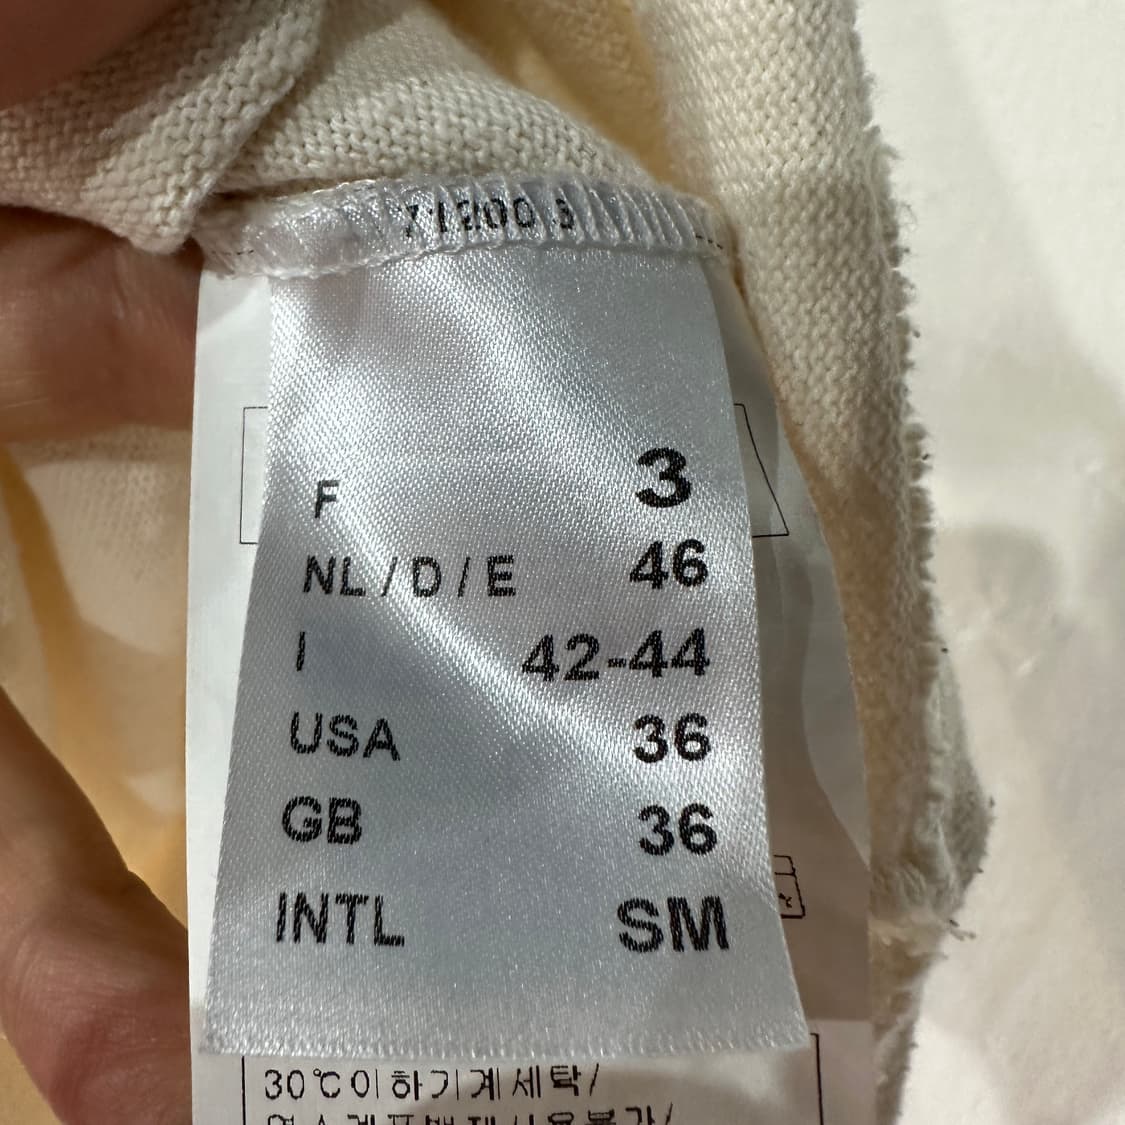 F 3
NL/D/E 46
I 42-44
USA 36
GB 36
INTL SM
30℃이하기계세탁/